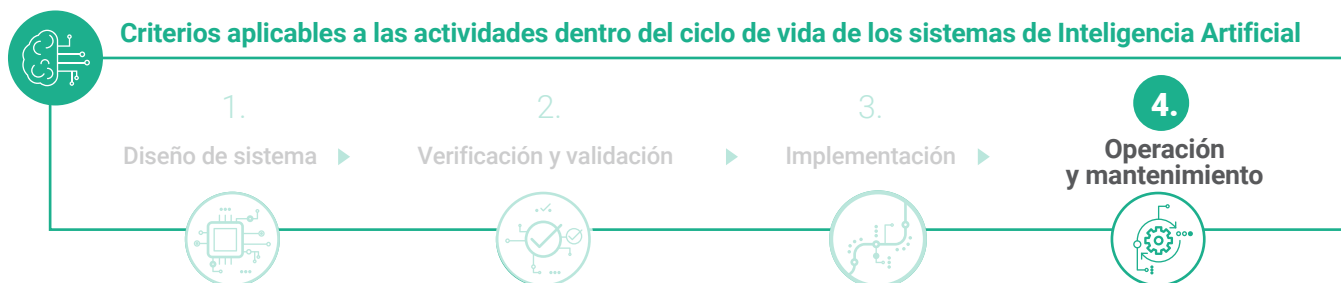 Criterios aplicables a las actividades dentro del ciclo de vida de los sistemas de Inteligencia Artificial
1.
Diseño de sistema
2.
Verificación y validación
3.
Implementación
4.
Operación
y mantenimiento